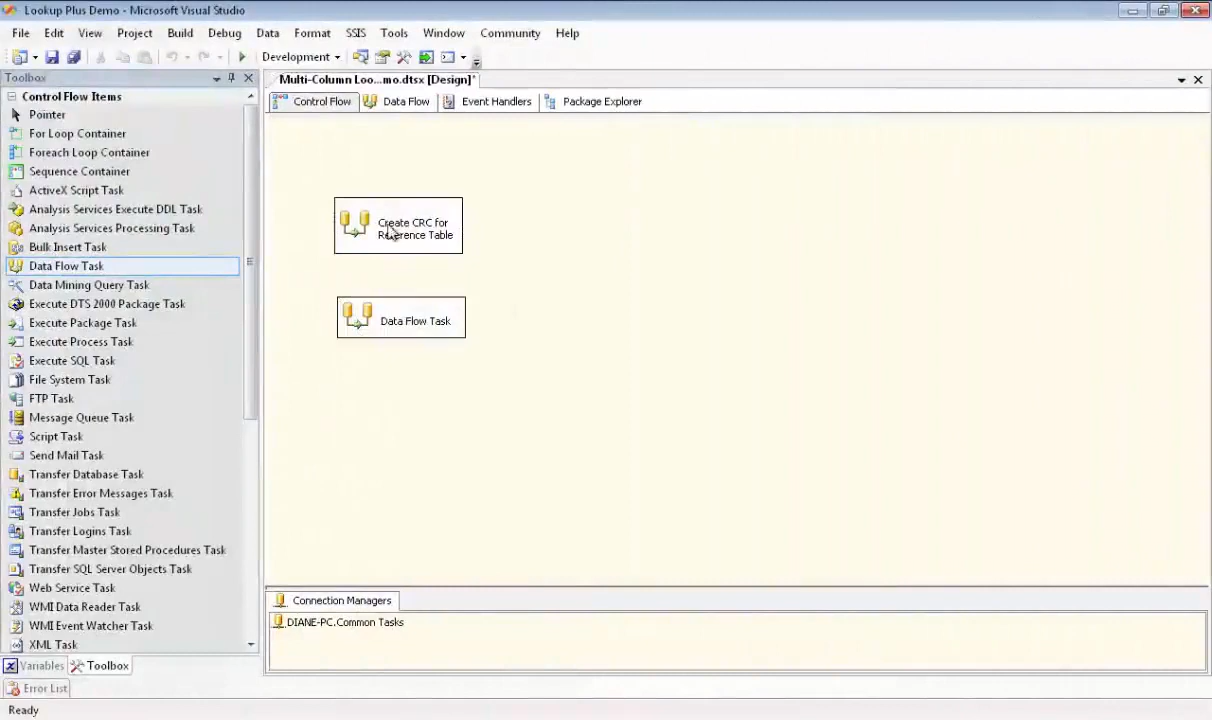 Lookup Plus Demo - Microsoft Visual Studio
File Edit View Project Build Debug Data Format SSIS Tools Window Community Help
Development
Toolbox
Multi-Column Loo...mo.dtsx [Design]*
Control Flow Items
Control Flow Data Flow Event Handlers Package Explorer
Pointer
For Loop Container
Foreach Loop Container
Sequence Container
ActiveX Script Task
Analysis Services Execute DDL Task
Analysis Services Processing Task
Bulk Insert Task
Data Flow Task
Data Mining Query Task
Execute DTS 2000 Package Task
Execute Package Task
Execute Process Task
Execute SQL Task
File System Task
FTP Task
Message Queue Task
Script Task
Send Mail Task
Transfer Database Task
Transfer Error Messages Task
Transfer Jobs Task
Transfer Logins Task
Transfer Master Stored Procedures Task
Transfer SQL Server Objects Task
Web Service Task
WMI Data Reader Task
WMI Event Watcher Task
XML Task
Create CRC for
Reference Table
Data Flow Task
Connection Managers
DIANE-PC.Common Tasks
Variables Toolbox
Error List
Ready